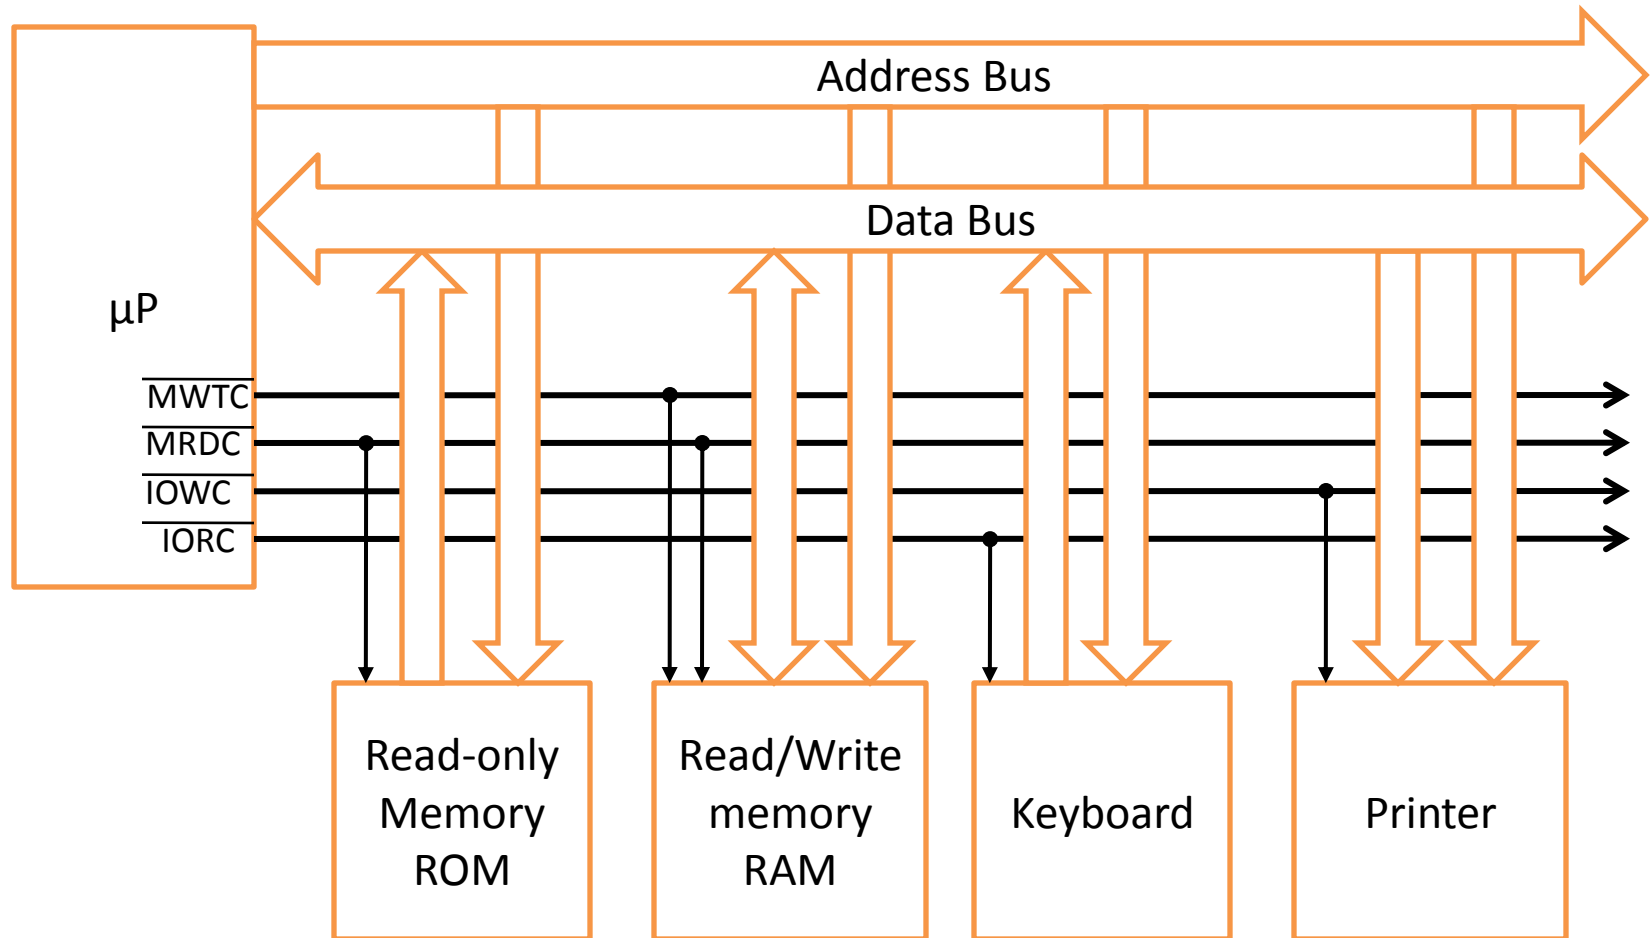 Address Bus
Data Bus
µP
MWTC
MRDC
IOWC
IORC
Read-only
Memory
ROM
Read/Write
memory
RAM
Keyboard
Printer